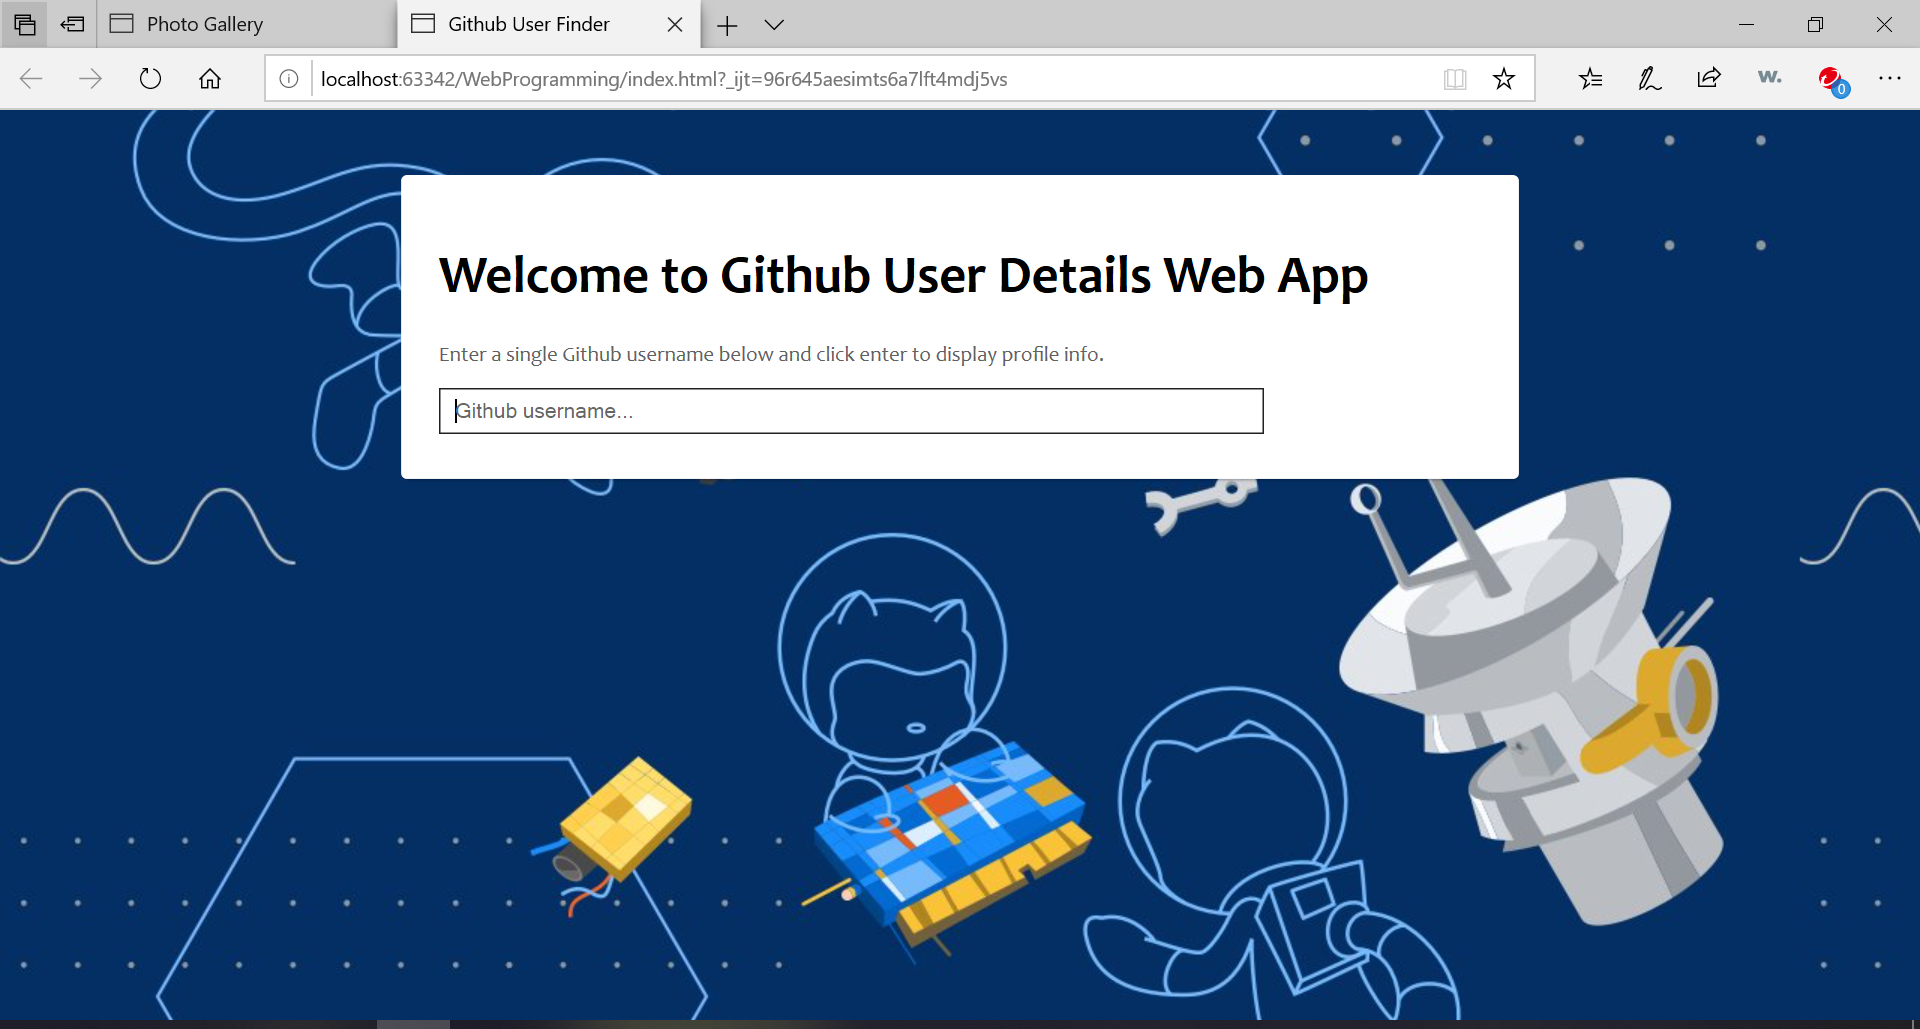 Photo Gallery
Github User Finder
localhost:63342/WebProgramming/index.html?_ijt=96r645aesimts6a7lft4mdj5vs
w.
0
Welcome to Github User Details Web App
Enter a single Github username below and click enter to display profile info.
Github username...